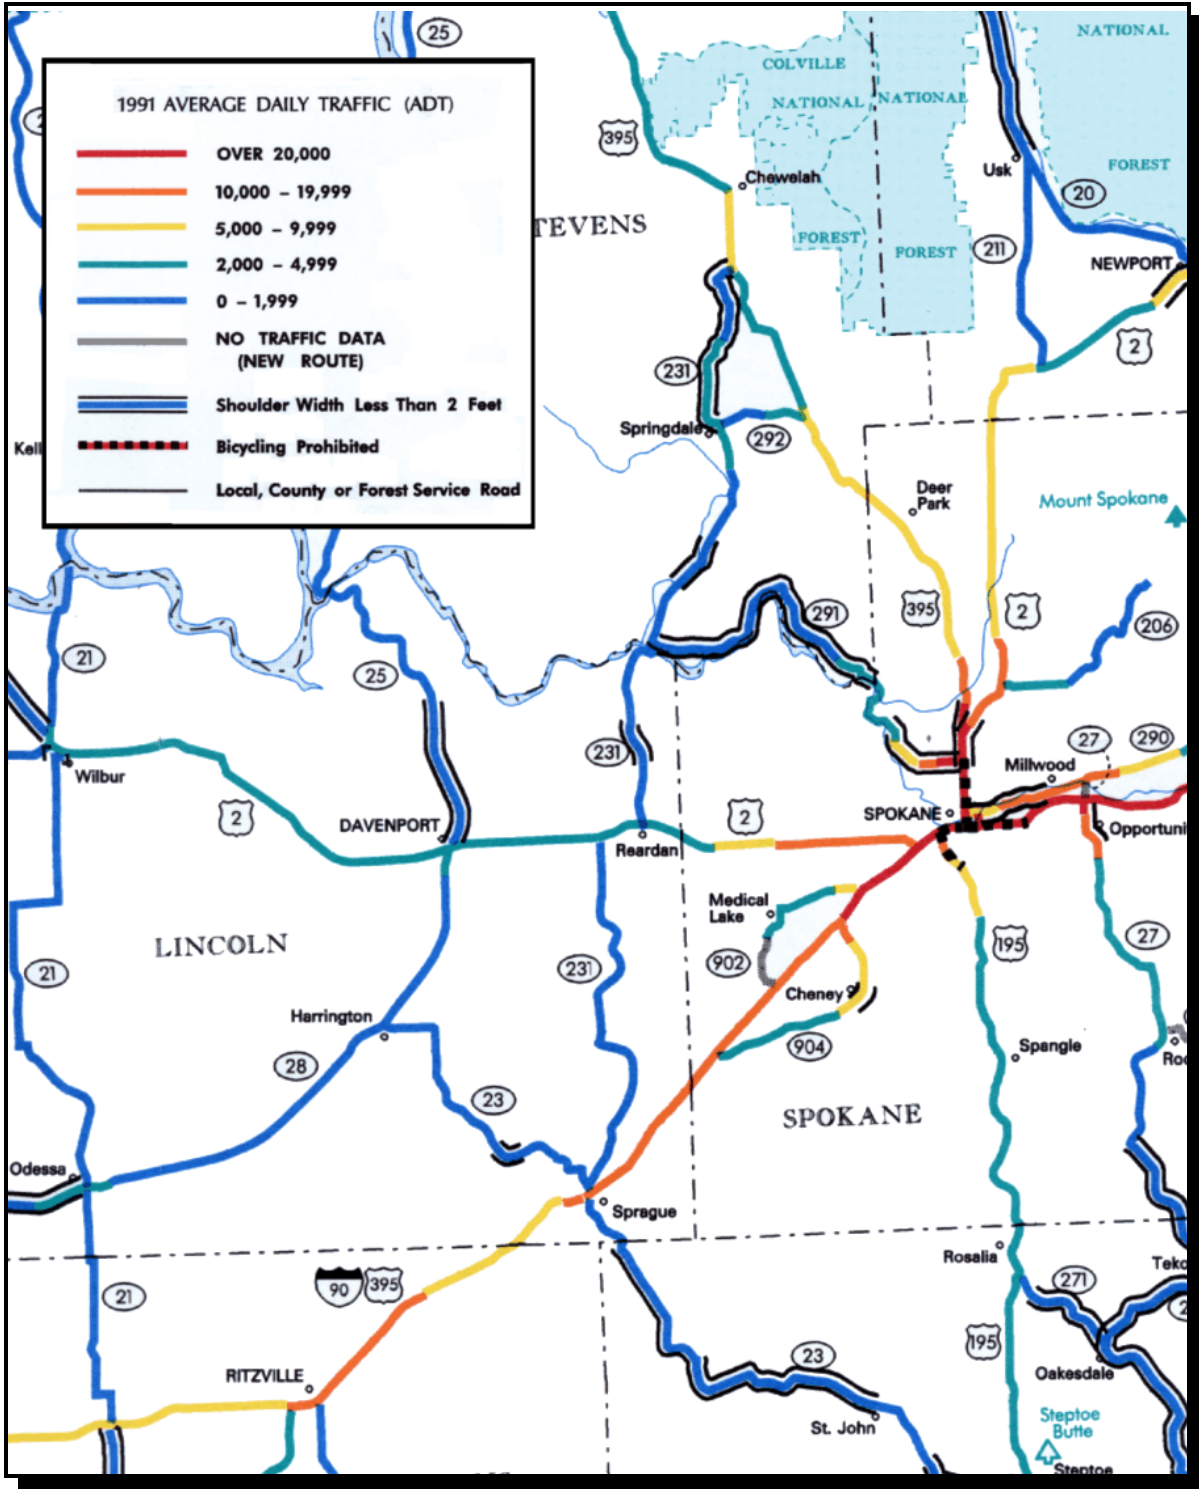 25
1991 AVERAGE DAILY TRAFFIC (ADT)
OVER 20,000
10,000 – 19,999
5,000 – 9,999
2,000 – 4,999
0 – 1,999
NO TRAFFIC DATA
(NEW ROUTE)
Shoulder Width Less Than 2 Feet
Bicycling Prohibited
Local, County or Forest Service Road
COLVILLE
NATIONAL
FOREST
NATIONAL
FOREST
NATIONAL
FOREST
395
Chewelah
TEVENS
Usk
20
211
NEWPORT
2
231
Springdale
292
Kell
Deer
Park
Mount Spokane
291
395
2
206
21
25
231
27
290
Millwood
Wilbur
2
DAVENPORT
Reardan
2
SPOKANE
Opportuni
Medical
Lake
LINCOLN
195
27
21
231
902
Cheney
Harrington
904
Spangle
Roc
28
23
SPOKANE
Odessa
Sprague
Rosalia
Teko
21
90
395
271
2
195
RITZVILLE
23
Oakesdale
St. John
Steptoe
Butte
Steptoe